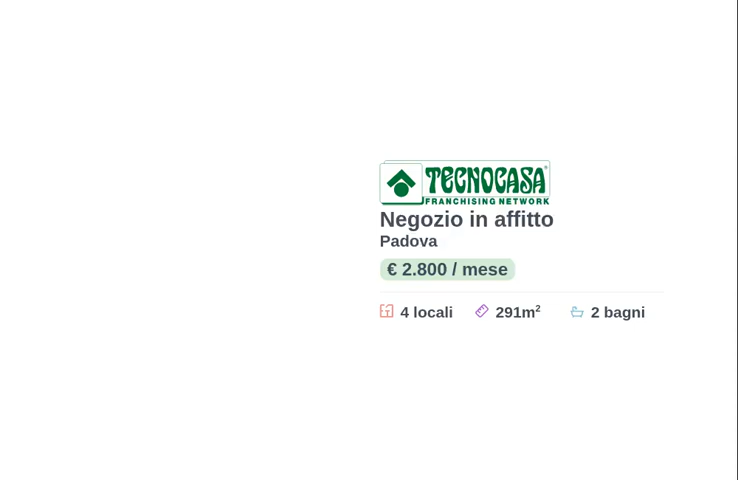 TECNOCASA®
FRANCHISING NETWORK
Negozio in affitto
Padova
€ 2.800 / mese
4 locali 291m² 2 bagni